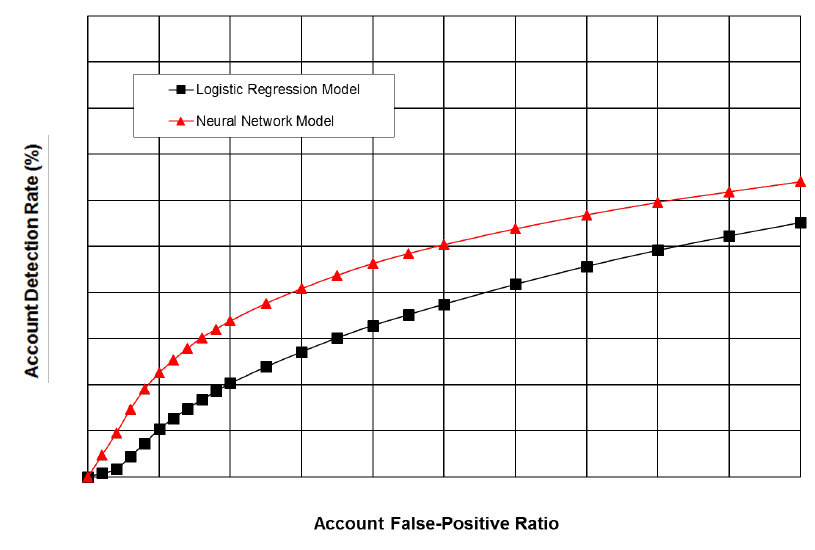 Logistic Regression Model
Neural Network Model
Account Detection Rate (%)
Account False-Positive Ratio